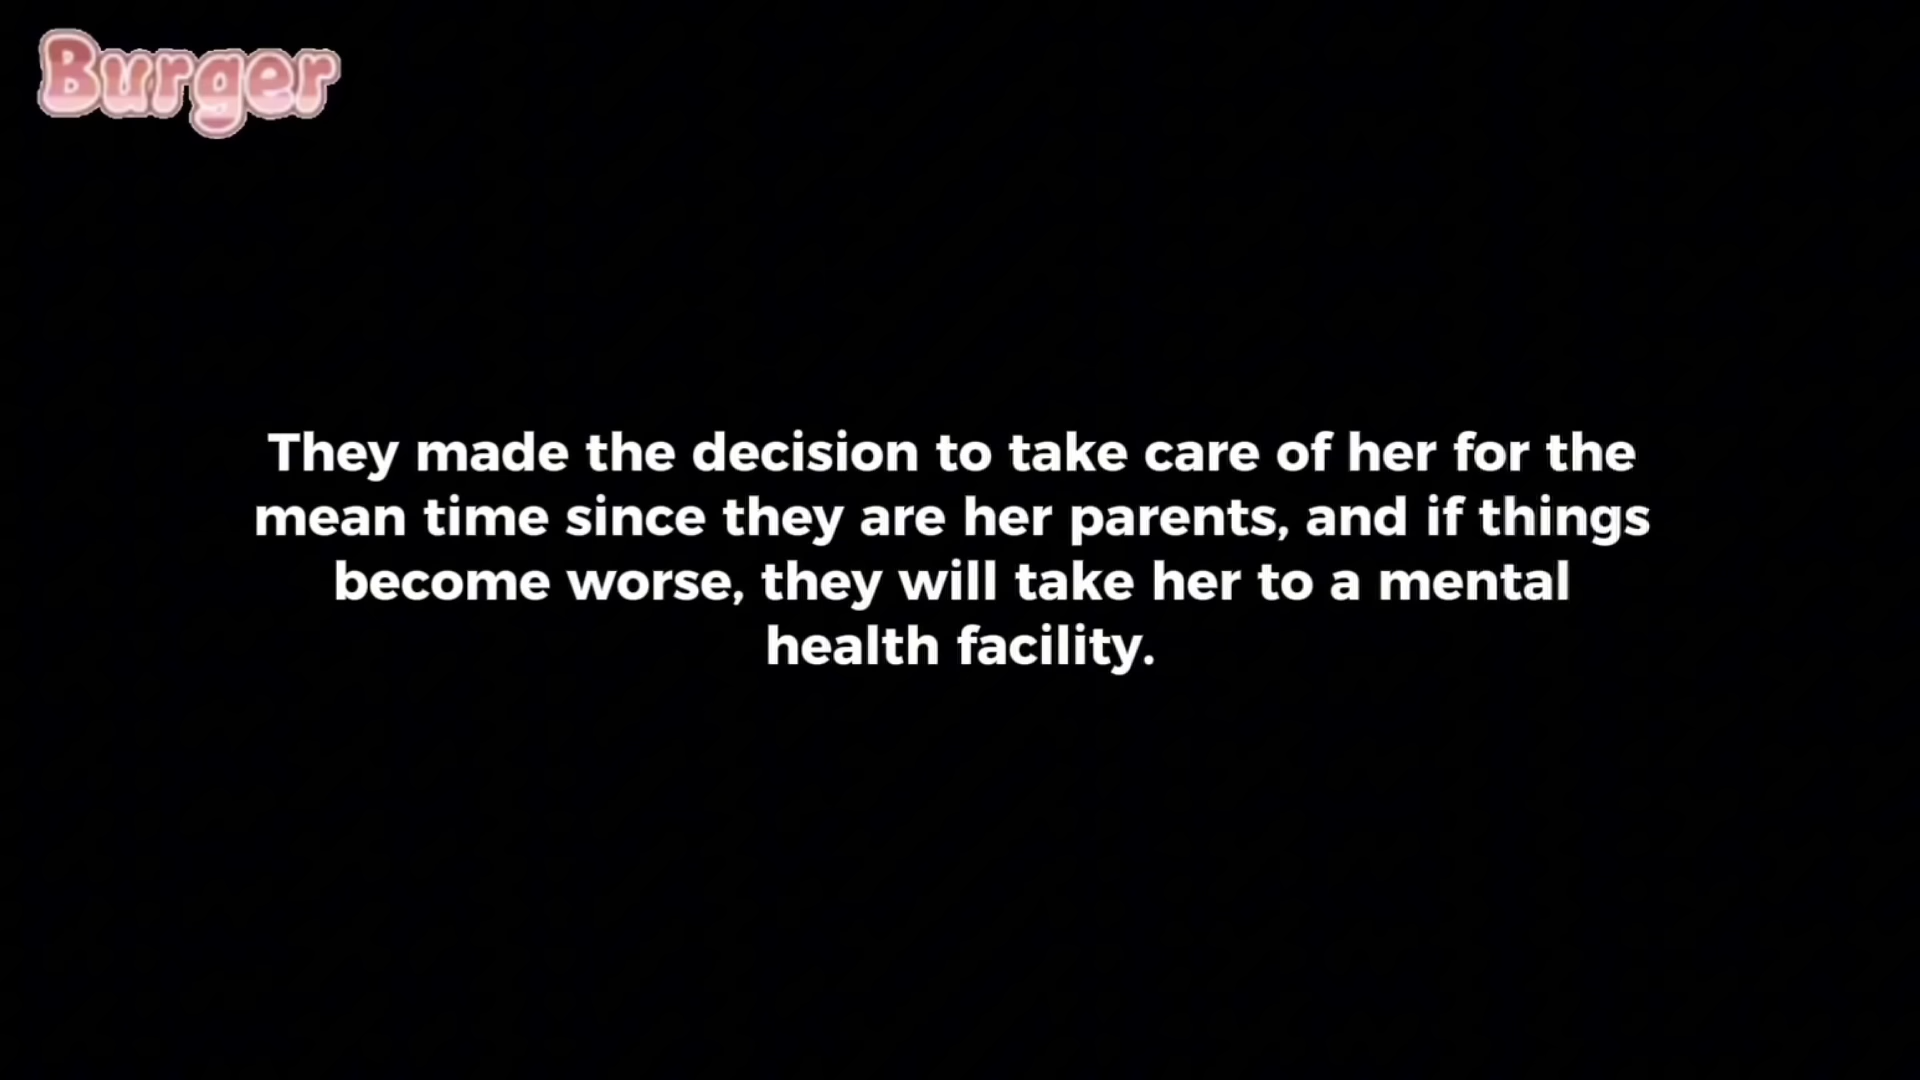 Burger
They made the decision to take care of her for the
mean time since they are her parents, and if things
become worse, they will take her to a mental
health facility.